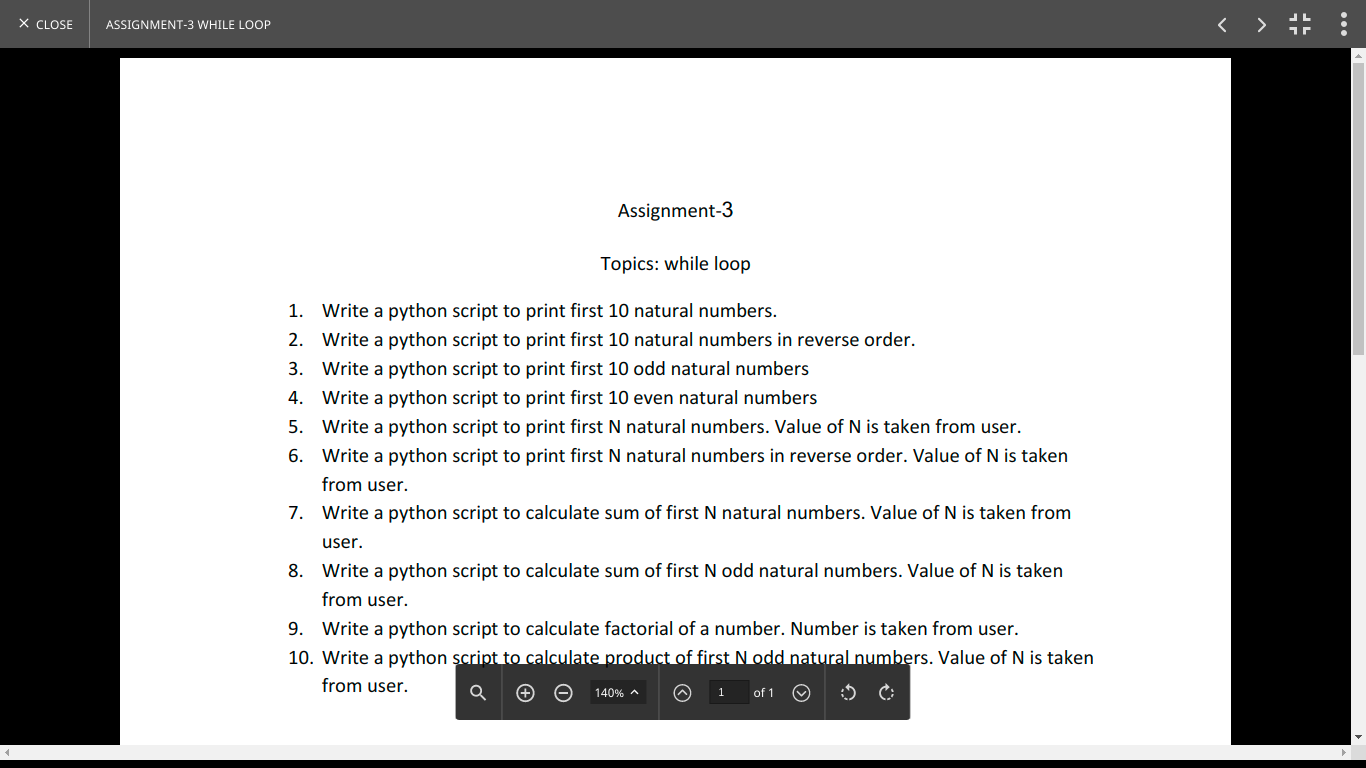 × CLOSE
ASSIGNMENT-3 WHILE LOOP
Assignment-3
Topics: while loop
1. Write a python script to print first 10 natural numbers.
2. Write a python script to print first 10 natural numbers in reverse order.
3. Write a python script to print first 10 odd natural numbers
4. Write a python script to print first 10 even natural numbers
5. Write a python script to print first N natural numbers. Value of N is taken from user.
6. Write a python script to print first N natural numbers in reverse order. Value of N is taken
from user.
7. Write a python script to calculate sum of first N natural numbers. Value of N is taken from
user.
8. Write a python script to calculate sum of first N odd natural numbers. Value of N is taken
from user.
9. Write a python script to calculate factorial of a number. Number is taken from user.
10. Write a python script to calculate product of first N odd natural numbers. Value of N is taken
from user.
140%
1 of 1